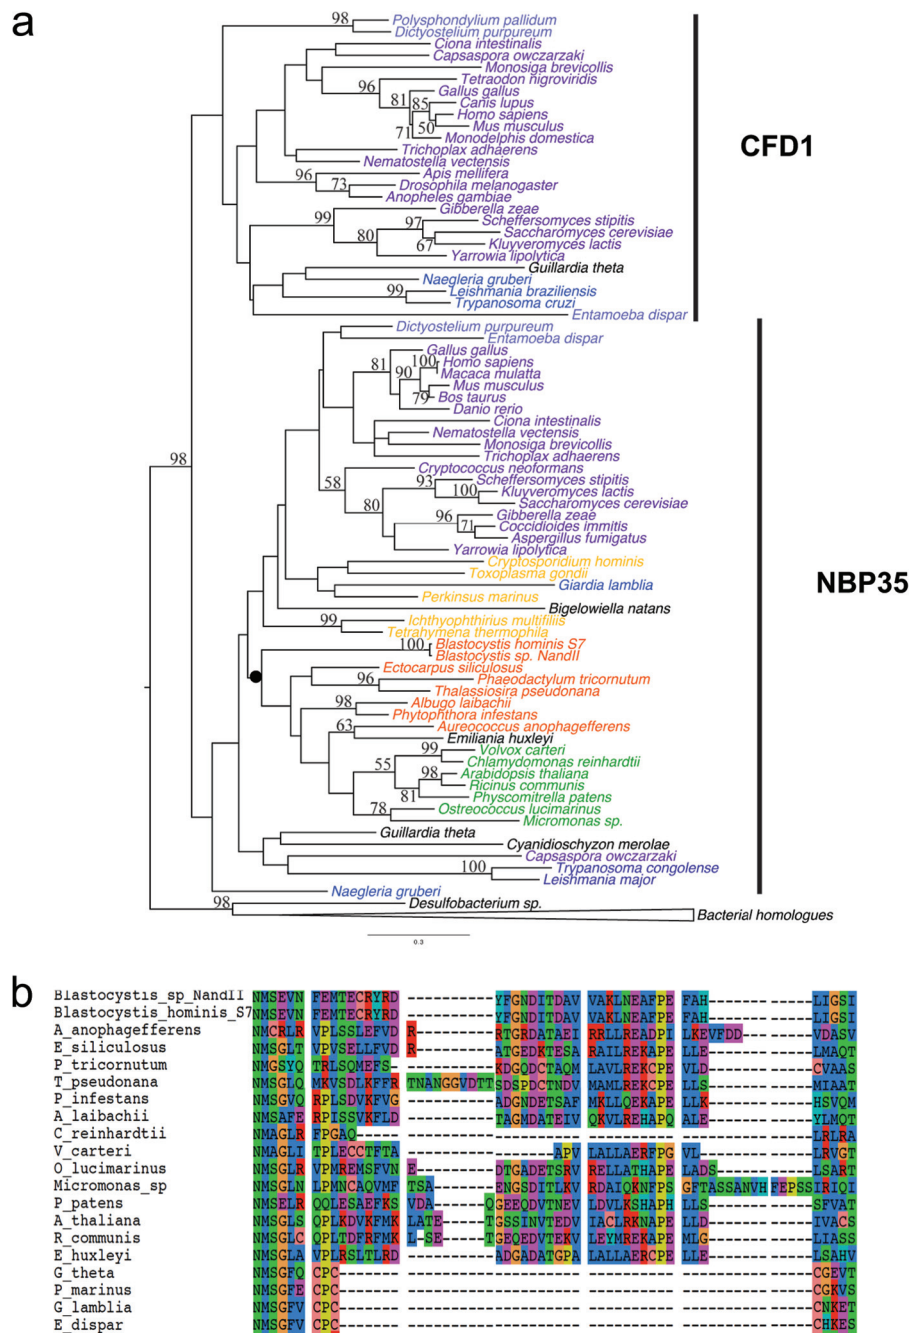 a
98 Polysphondylium pallidum
Dictyostelium purpureum
Ciona intestinalis
Capsaspora owczarzaki
Monosiga brevicollis
Tetraodon nigroviridis
96
Gallus gallus
81
Canis lupus
85
Homo sapiens
Mus musculus
50
Monodelphis domestica
71
CFD1
Trichoplax adhaerens
Nematostella vectensis
Apis mellifera
96
Drosophila melanogaster
73
Anopheles gambiae
Gibberella zeae
99
Scheffersomyces stipitis
97
Saccharomyces cerevisiae
80
Kluyveromyces lactis
67
Yarrowia lipolytica
Guillardia theta
Naegleria gruberi
Leishmania braziliensis
99
Trypanosoma cruzi
Entamoeba dispar
Dictyostelium purpureum
Entamoeba dispar
Gallus gallus
Homo sapiens
100
81
Macaca mulatta
90
Mus musculus
Bos taurus
79
Danio rerio
Ciona intestinalis
Nematostella vectensis
Monosiga brevicollis
Trichoplax adhaerens
98
Cryptococcus neoformans
Scheffersomyces stipitis
93
58
Kluyveromyces lactis
100
Saccharomyces cerevisiae
80
Gibberella zeae
96
Coccidioides immitis
71
Aspergillus fumigatus
Yarrowia lipolytica
Cryptosporidium hominis
Toxoplasma gondii
Giardia lamblia
NBP35
Perkinsus marinus
Bigelowiella natans
Ichthyophthirius multifiliis
99
Tetrahymena thermophila
Blastocystis hominis S7
100
Blastocystis sp. NandII
Ectocarpus siliculosus
Phaeodactylum tricornutum
96
Thalassiosira pseudonana
Albugo laibachii
98
Phytophthora infestans
Aureococcus anophagefferens
63
Emiliania huxleyi
Volvox carteri
99
Chlamydomonas reinhardtii
55
Arabidopsis thaliana
98
Ricinus communis
Physcomitrella patens
81
Ostreococcus lucimarinus
78
Micromonas sp.
Guillardia theta
Cyanidioschyzon merolae
Capsaspora owczarzaki
Trypanosoma congolense
100
Leishmania major
Naegleria gruberi
Desulfobacterium sp.
98
Bacterial homologues
0.3
b
Blastocystis_sp_NandII NMSEVN FEMTECRYRD ---------- YFGNDITDAV VAKLNEAFPE FAH------- -----LIGSI
Blastocystis_hominis_S7 NMSEVN FEMTECRYRD ---------- YFGNDITDAV VAKLNEAFPE FAH------- -----LIGSI
A_anophagefferens NMCRLR VPLSSLEFVD R--------- RTGRDATAEI RRLLREADPI LKEVFDD--- -----VDASV
E_siliculosus NMSGLT VPVSELLFVD R--------- ATGEDKTESA RAILREKAPE LLE------- -----LMAQT
P_tricornutum NMGSYQ TRLSQMEFS- ---------- KDGQDCTAQM LAVLREKAPE LVD------- -----CVAAS
T_pseudonana NMSGLQ MKVSDLKFFR TNANGGVDTT SDSPDCTNDV MAMLREKCPE LLS------- -----MIAAT
P_infestans NMSGVQ RPLSDVKFVG ---------- ADGNDETSAF MKLLQEKAPE LLK------- -----HSVQM
A_laibachii NMSAFE RPISSVKFLD ---------- TAGMDATEIV QKVLREHAPQ ALE------- -----YLMQT
C_reinhardtii NMAGLR FPGAQ----- ---------- ---------- ---------- ---------- -----LRLRA
V_carteri NMAGLI TPLECCTFTA ---------- -----APV LALLAERFPG VL-------- -----LRVGT
O_lucimarinus NMSGLR VPMREMSFVN E--------- DTGADETSRV RELLATHAPE LADS------ -----LSART
Micromonas_sp NMSGLN LPMNCAQVMF TSA------- ENGSDITLKV RDAIQKNFPS GFTASSANVH FEPSSIRIQI
P_patens NMSELR QQLESAEFKS VDA------Q GQEEQDVTNEV LDVLKSHAPH LLS------- -----SFVAT
A_thaliana NMSGLS QPLKDVKFMK LATE-----T GSSINVTEDV IACLRKNAPE LLD------- -----IVACS
R_communis NMSGLC QPLTDFRFMK L-SE-----T GEQEQDVTEKV LEYMREKAPE MLG------- -----LIASS
E_huxleyi NMSGLA VPLRSLTLRD ---------- ADGADATGPA LALLAERCPE LLE------- -----LSAHV
G_theta NMSGFQ CPC------- ---------- ---------- ---------- ---------- -----CGEVT
P_marinus NMSGFE CPC------- ---------- ---------- ---------- ---------- -----CGKVS
G_lamblia NMSGFV CPC------- ---------- ---------- ---------- ---------- -----CNKET
E_dispar NMSGFV CPC------- ---------- ---------- ---------- ---------- -----CHKES